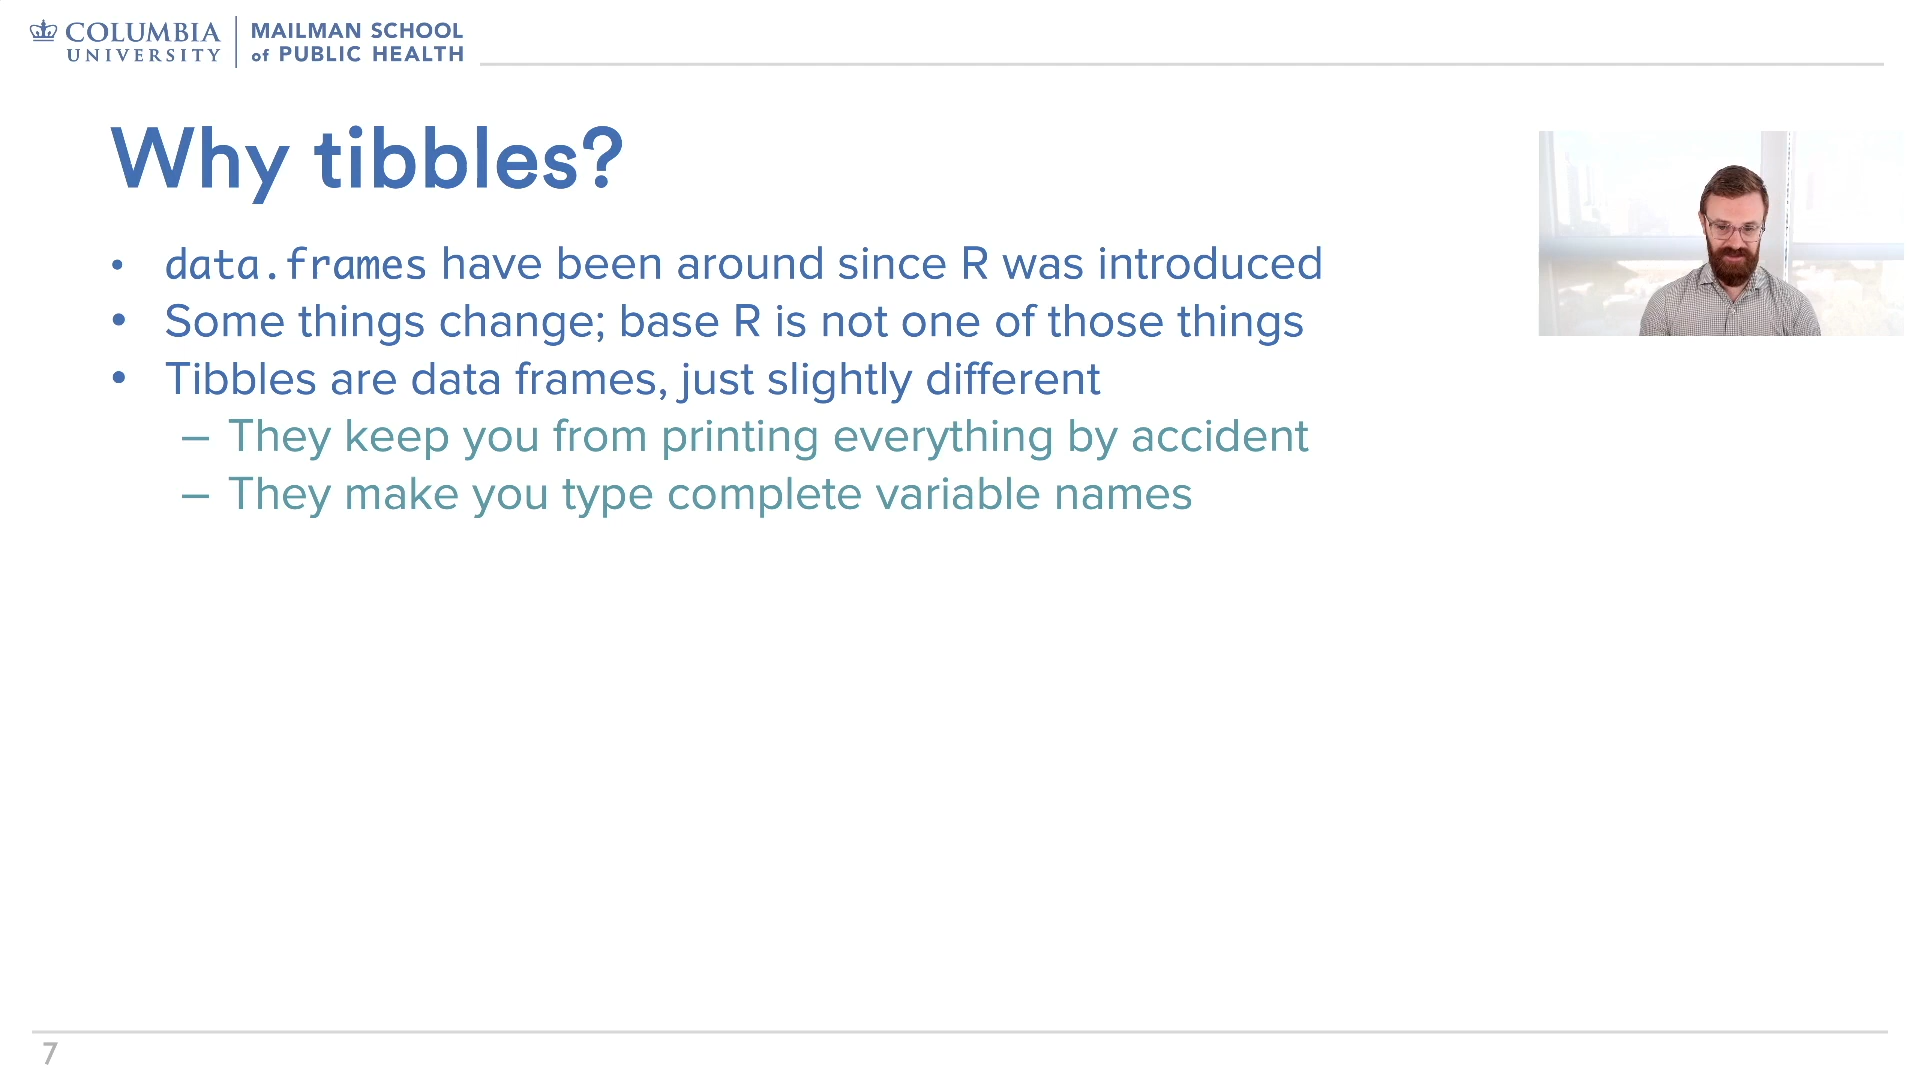 COLUMBIA UNIVERSITY
MAILMAN SCHOOL of PUBLIC HEALTH
Why tibbles?
• data.frames have been around since R was introduced
• Some things change; base R is not one of those things
• Tibbles are data frames, just slightly different
– They keep you from printing everything by accident
– They make you type complete variable names
7